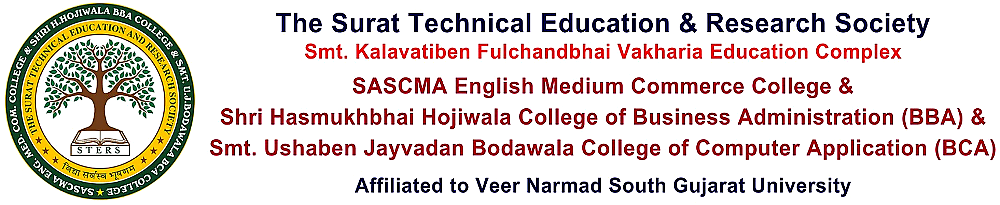 SASCMA ENG. MED. COM. COLLEGE & SHRI H.HOJIWALA BBA COLLEGE & SMT. U.J.BODAWALA BCA COLLEGE
THE SURAT TECHNICAL EDUCATION AND RESEARCH SOCIETY
STERS
विद्या सर्वस्व भूषणम
The Surat Technical Education & Research Society
Smt. Kalavatiben Fulchandbhai Vakharia Education Complex
SASCMA English Medium Commerce College &
Shri Hasmukhbhai Hojiwala College of Business Administration (BBA) &
Smt. Ushaben Jayvadan Bodawala College of Computer Application (BCA)
Affiliated to Veer Narmad South Gujarat University